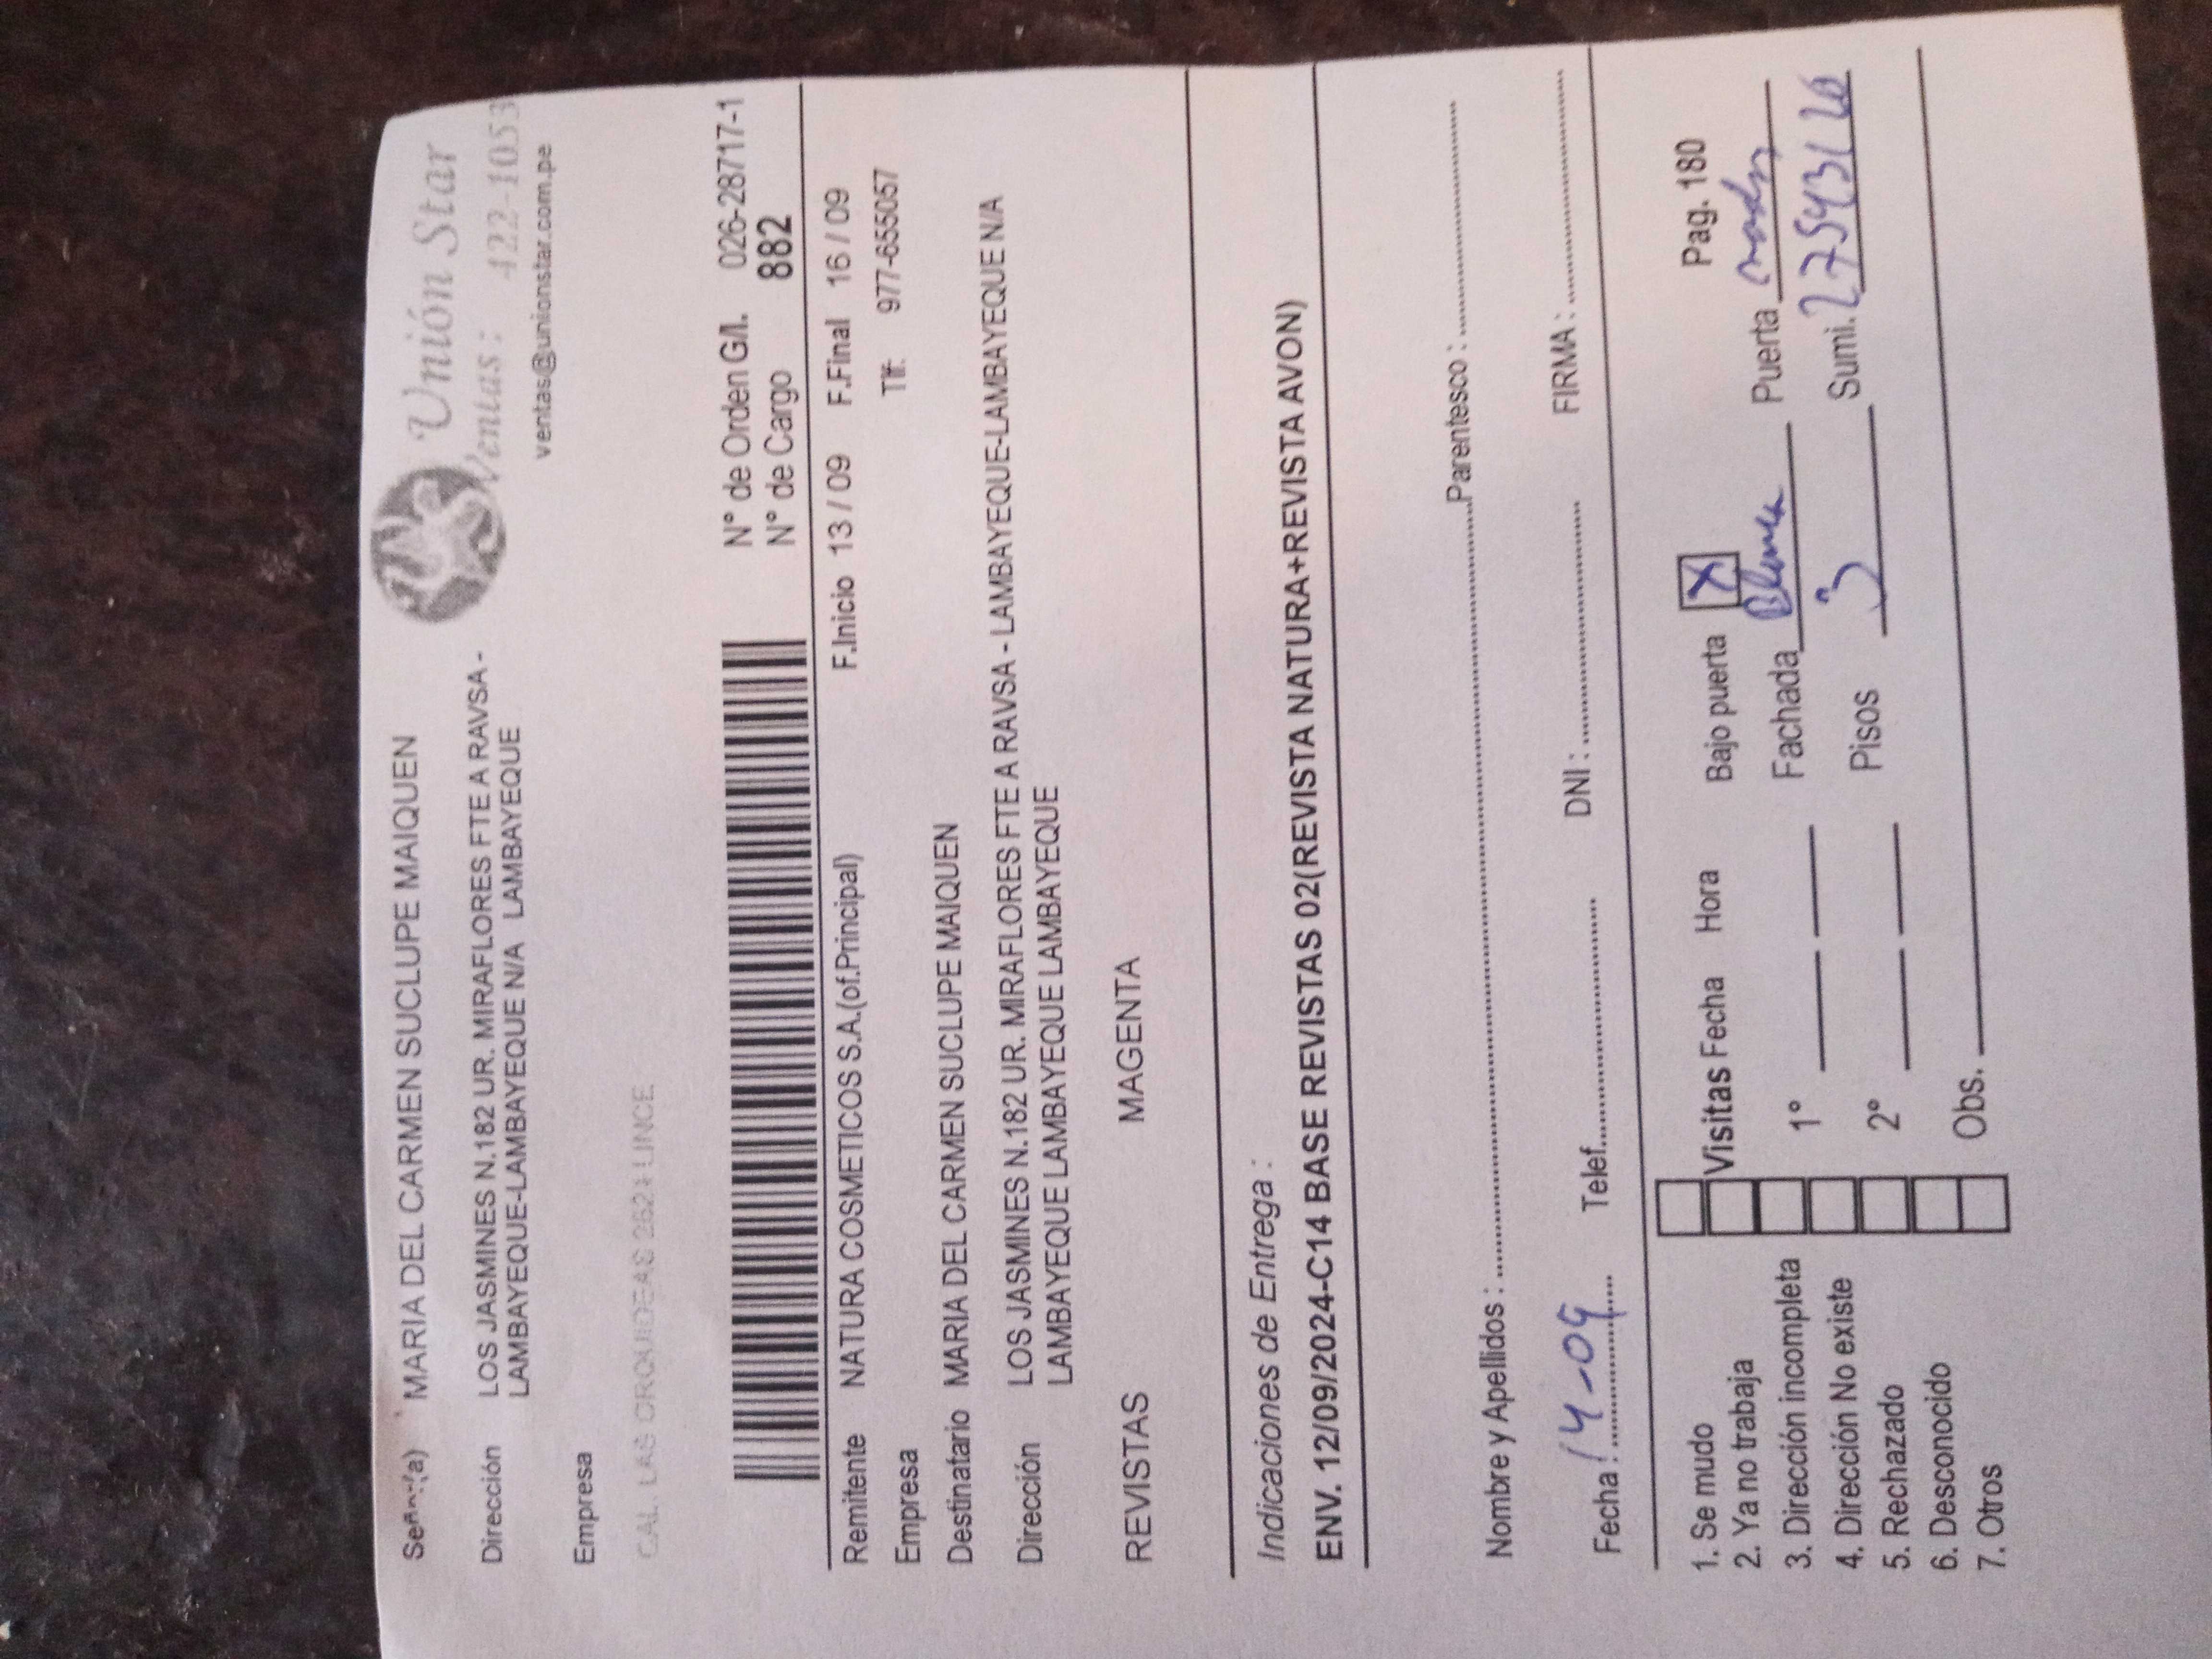 Unión Star
Ventas: 422-1053
ventas@unionstar.com.pe
Señor(a) MARIA DEL CARMEN SUCLUPE MAIQUEN
Dirección LOS JASMINES N.182 UR. MIRAFLORES FTE A RAVSA -
LAMBAYEQUE-LAMBAYEQUE N/A LAMBAYEQUE
Empresa
CAL. LAS ORQUIDEAS LINCE
N° de Orden G/I. 026-28717-1
N° de Cargo 882
Remitente NATURA COSMETICOS S.A.(of.Principal) F.Inicio 13 / 09 F.Final 16 / 09
Empresa Tlf: 977-655057
Destinatario MARIA DEL CARMEN SUCLUPE MAIQUEN
Dirección LOS JASMINES N.182 UR. MIRAFLORES FTE A RAVSA - LAMBAYEQUE-LAMBAYEQUE N/A
LAMBAYEQUE LAMBAYEQUE LAMBAYEQUE
REVISTAS MAGENTA
Indicaciones de Entrega :
ENV. 12/09/2024-C14 BASE REVISTAS 02(REVISTA NATURA+REVISTA AVON)
Nombre y Apellidos : Parentesco :
Fecha : 14-09 Telef. DNI : FIRMA :
1. Se mudo Visitas Fecha Hora Bajo puerta X Pag. 180
2. Ya no trabaja
3. Dirección incompleta 1° Fachada Blanca Puerta
4. Dirección No existe
5. Rechazado 2° Pisos 3 Sumi.
6. Desconocido
7. Otros Obs.